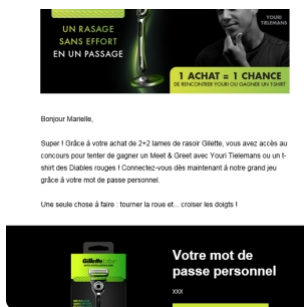 YOURI
TIELEMANS
UN RASAGE
SANS EFFORT
EN UN PASSAGE
1 ACHAT = 1 CHANCE
DE RENCONTRER YOURI OU GAGNER UN T-SHIRT
Bonjour Marielle,
Super ! Grâce à votre achat de 2+2 lames de rasoir Gilette, vous avez accès au
concours pour tenter de gagner un Meet & Greet avec Youri Tielemans ou un t-
shirt des Diables rouges ! Connectez-vous dès maintenant à notre grand jeu
grâce à votre mot de passe personnel.
Une seule chose à faire : tourner la roue et... croiser les doigts !
Votre mot de
passe personnel
xxx
Gillette